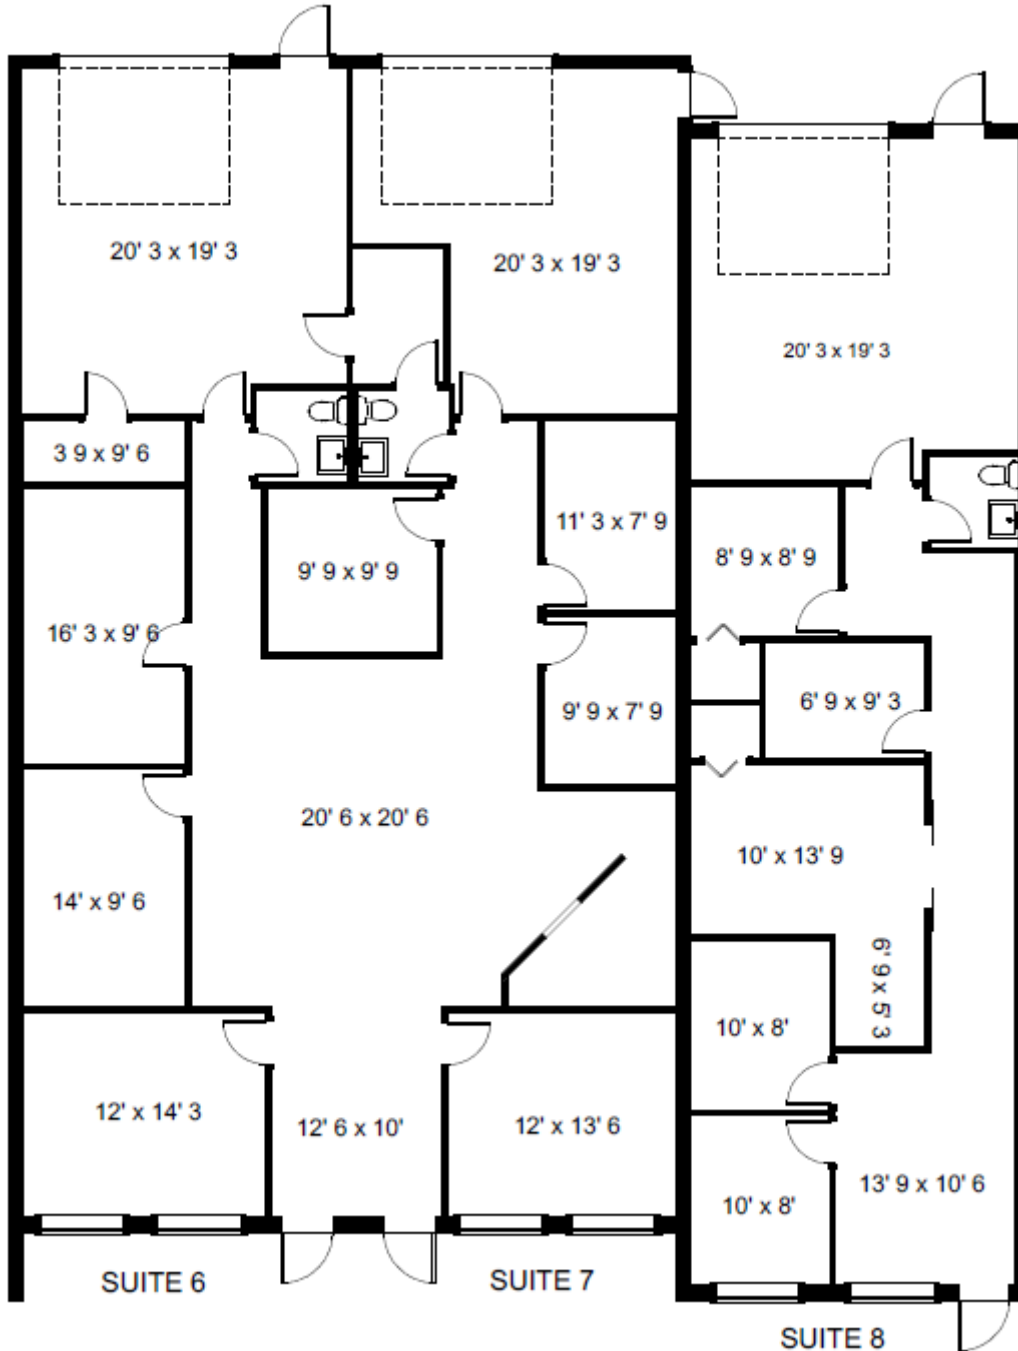 20' 3 x 19' 3
20' 3 x 19' 3
20' 3 x 19' 3
3 9 x 9' 6
11' 3 x 7' 9
9' 9 x 9' 9
8' 9 x 8' 9
16' 3 x 9' 6
6' 9 x 9' 3
9' 9 x 7' 9
20' 6 x 20' 6
10' x 13' 9
14' x 9' 6
6' 9 x 5' 3
10' x 8'
12' x 14' 3
12' 6 x 10'
12' x 13' 6
13' 9 x 10' 6
10' x 8'
SUITE 6
SUITE 7
SUITE 8